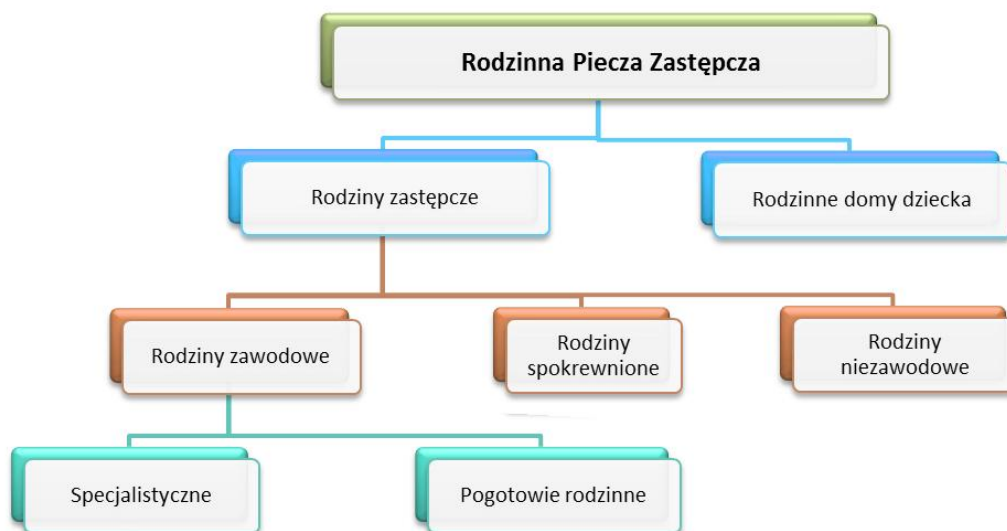 Rodzinna Piecza Zastępcza
Rodziny zastępcze
Rodzinne domy dziecka
Rodziny zawodowe
Rodziny
spokrewnione
Rodziny
niezawodowe
Specjalistyczne
Pogotowie rodzinne